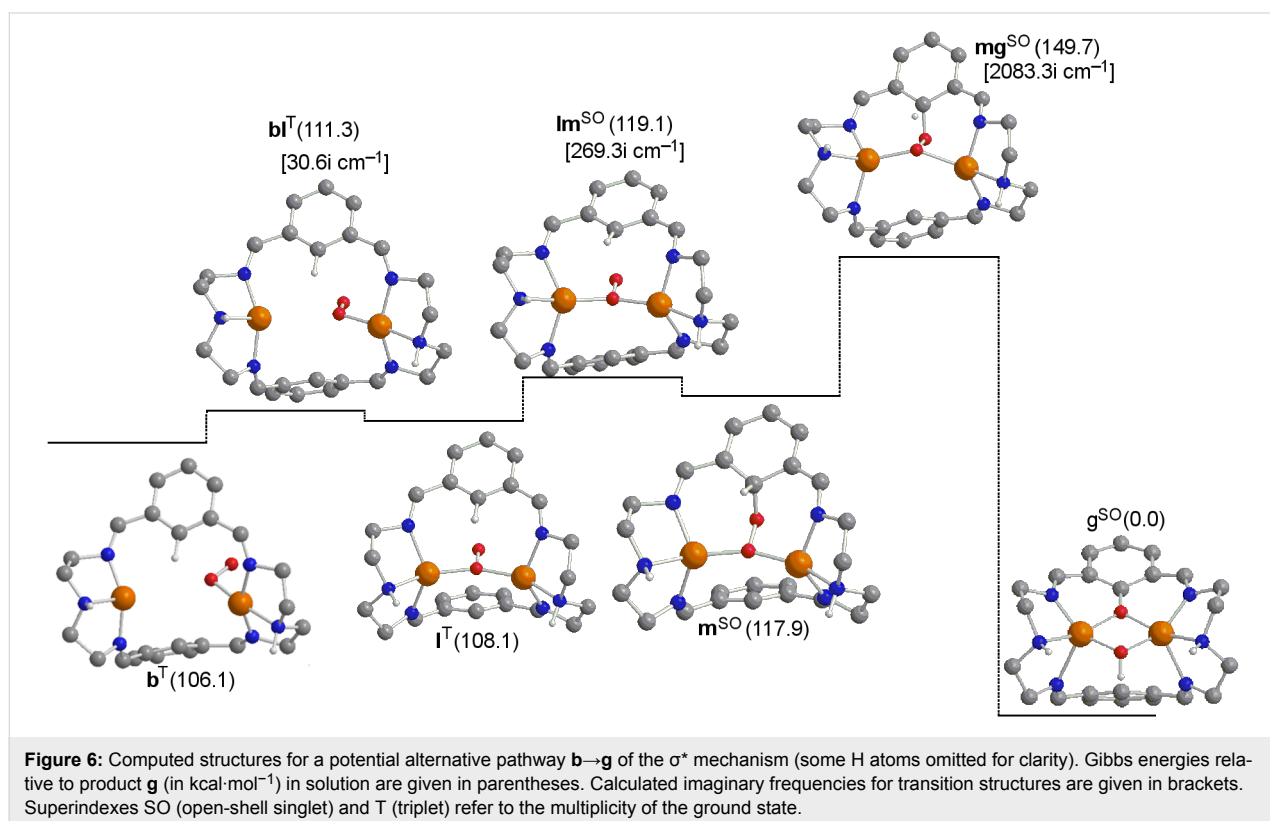 mg^SO (149.7)
[2083.3i cm⁻¹]
bl^T (111.3)
[30.6i cm⁻¹]
lm^SO (119.1)
[269.3i cm⁻¹]
b^T (106.1)
l^T (108.1)
m^SO (117.9)
g^SO (0.0)
Figure 6: Computed structures for a potential alternative pathway b→g of the σ* mechanism (some H atoms omitted for clarity). Gibbs energies rela-
tive to product g (in kcal·mol⁻¹) in solution are given in parentheses. Calculated imaginary frequencies for transition structures are given in brackets.
Superindexes SO (open-shell singlet) and T (triplet) refer to the multiplicity of the ground state.